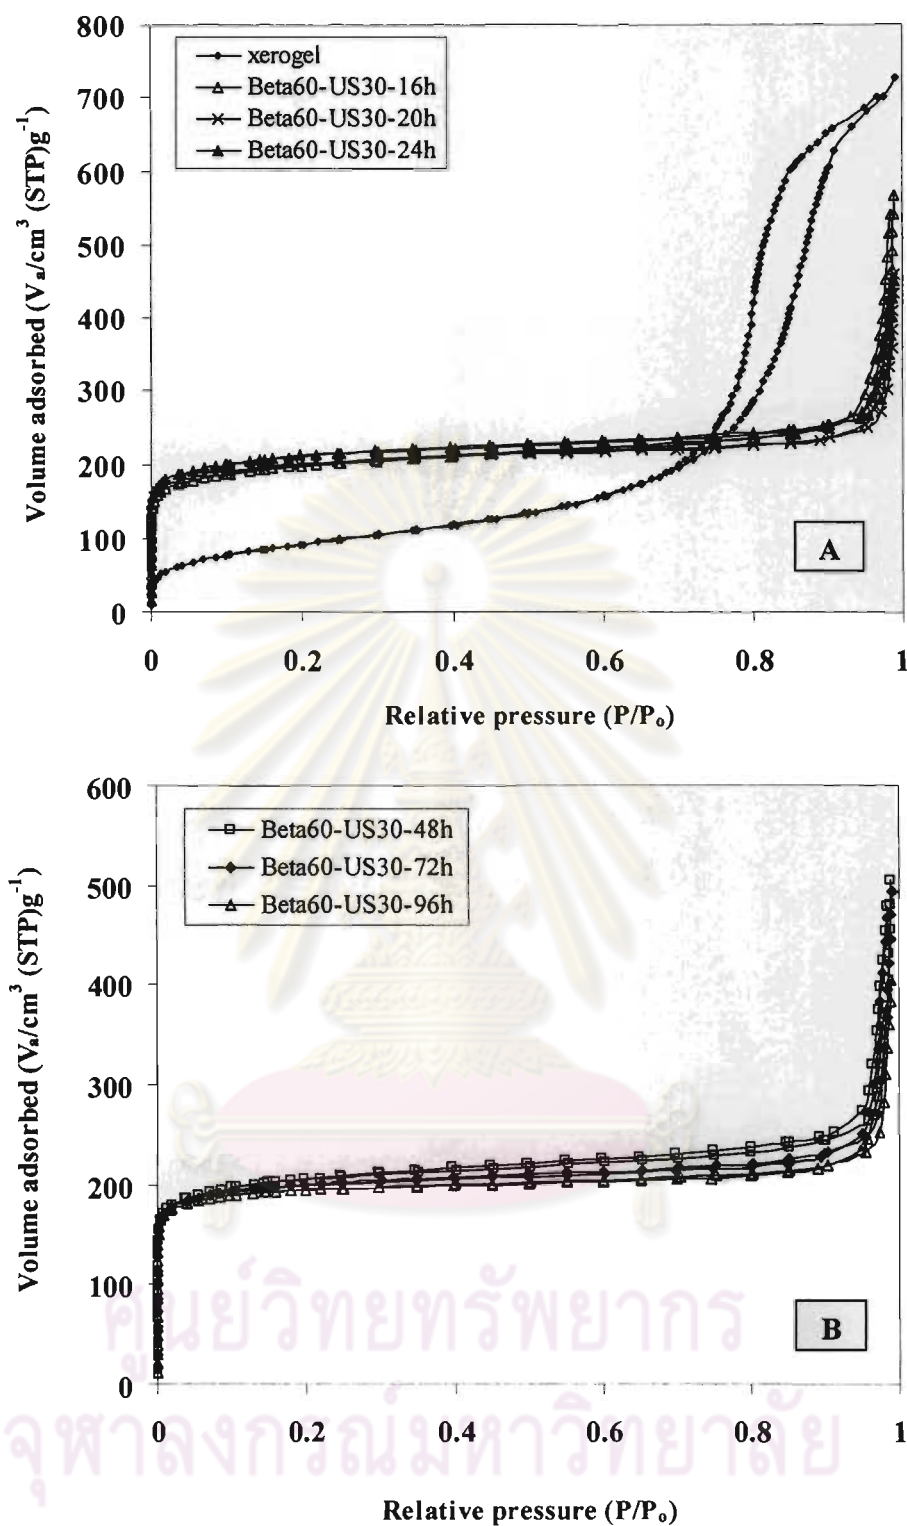 800
700
600
500
400
300
200
100
0
Volume adsorbed (Va/cm³ (STP)g⁻¹)
xerogel
Beta60-US30-16h
Beta60-US30-20h
Beta60-US30-24h
A
0 0.2 0.4 0.6 0.8 1
Relative pressure (P/Po)
600
500
400
300
200
100
0
Volume adsorbed (Va/cm³ (STP)g⁻¹)
Beta60-US30-48h
Beta60-US30-72h
Beta60-US30-96h
B
ศูนย์วิทยทรัพยากร
0 0.2 0.4 0.6 0.8 1
จุฬาลงกรณ์มหาวิทยาลัย
Relative pressure (P/Po)